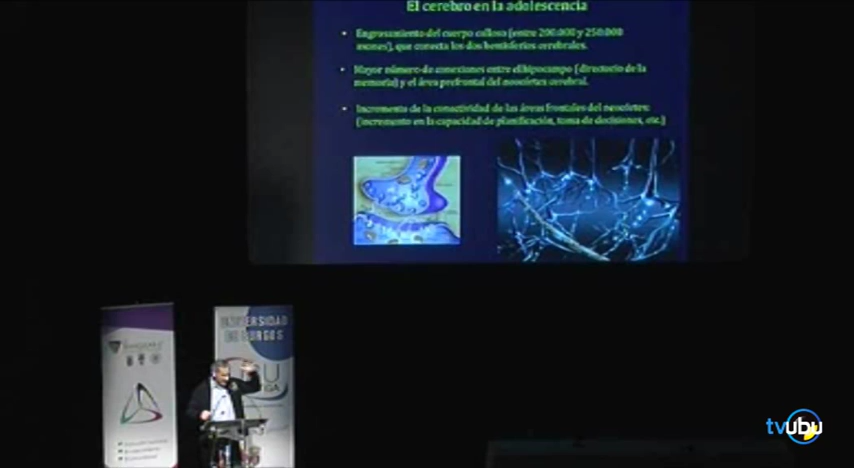 El cerebro en la adolescencia
• Engrosamiento del cuerpo calloso (entre 200.000 y 250.000
axones), que conecta los dos hemisferios cerebrales.
• Mayor número de conexiones entre el hipocampo (directorio de la
memoria) y el área prefrontal del neocórtex cerebral.
• Incremento de la conectividad de las áreas frontales del neocórtex:
(incremento en la capacidad de planificación, toma de decisiones, etc.)
UNIVERSIDAD
DE BURGOS
tvubu